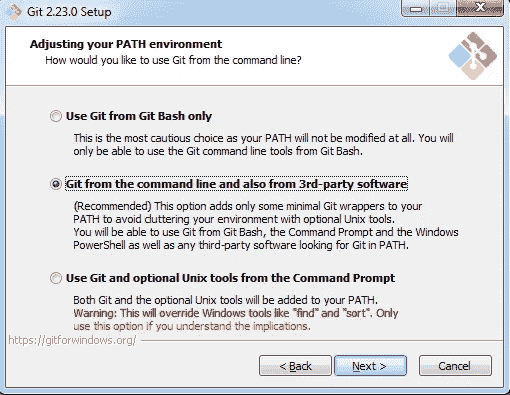 Git 2.23.0 Setup
Adjusting your PATH environment
How would you like to use Git from the command line?
Use Git from Git Bash only
This is the most cautious choice as your PATH will not be modified at all. You will
only be able to use the Git command line tools from Git Bash.
Git from the command line and also from 3rd-party software
(Recommended) This option adds only some minimal Git wrappers to your
PATH to avoid cluttering your environment with optional Unix tools.
You will be able to use Git from Git Bash, the Command Prompt and the Windows
PowerShell as well as any third-party software looking for Git in PATH.
Use Git and optional Unix tools from the Command Prompt
Both Git and the optional Unix tools will be added to your PATH.
Warning: This will override Windows tools like "find" and "sort". Only
use this option if you understand the implications.
https://gitforwindows.org/
< Back
Next >
Cancel